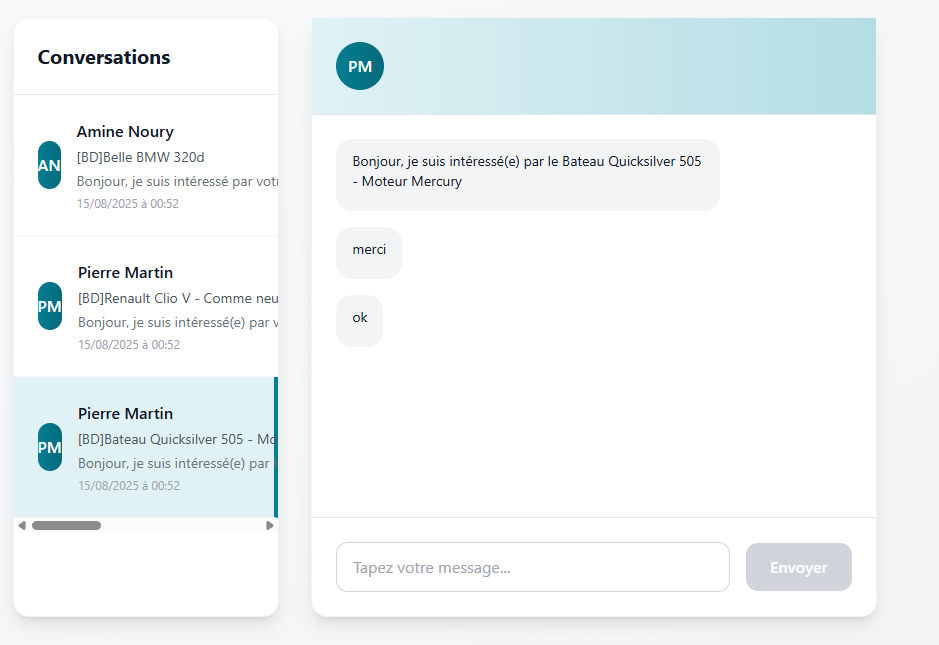 Conversations
AN
Amine Noury
[BD]Belle BMW 320d
Bonjour, je suis intéressé par
15/08/2025 à 00:52
PM
Pierre Martin
[BD]Renault Clio V - Comme
Bonjour, je suis intéressé(e) par
15/08/2025 à 00:52
PM
Pierre Martin
[BD]Bateau Quicksilver 505 -
Bonjour, je suis intéressé(e) par
15/08/2025 à 00:52
PM
Bonjour, je suis intéressé(e) par le Bateau Quicksilver 505
- Moteur Mercury
merci
ok
Tapez votre message...
Envoyer